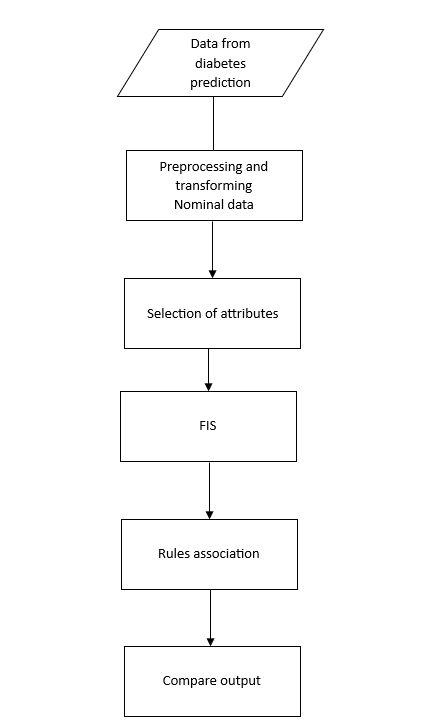 Data from
diabetes
prediction
Preprocessing and
transforming
Nominal data
Selection of attributes
FIS
Rules association
Compare output